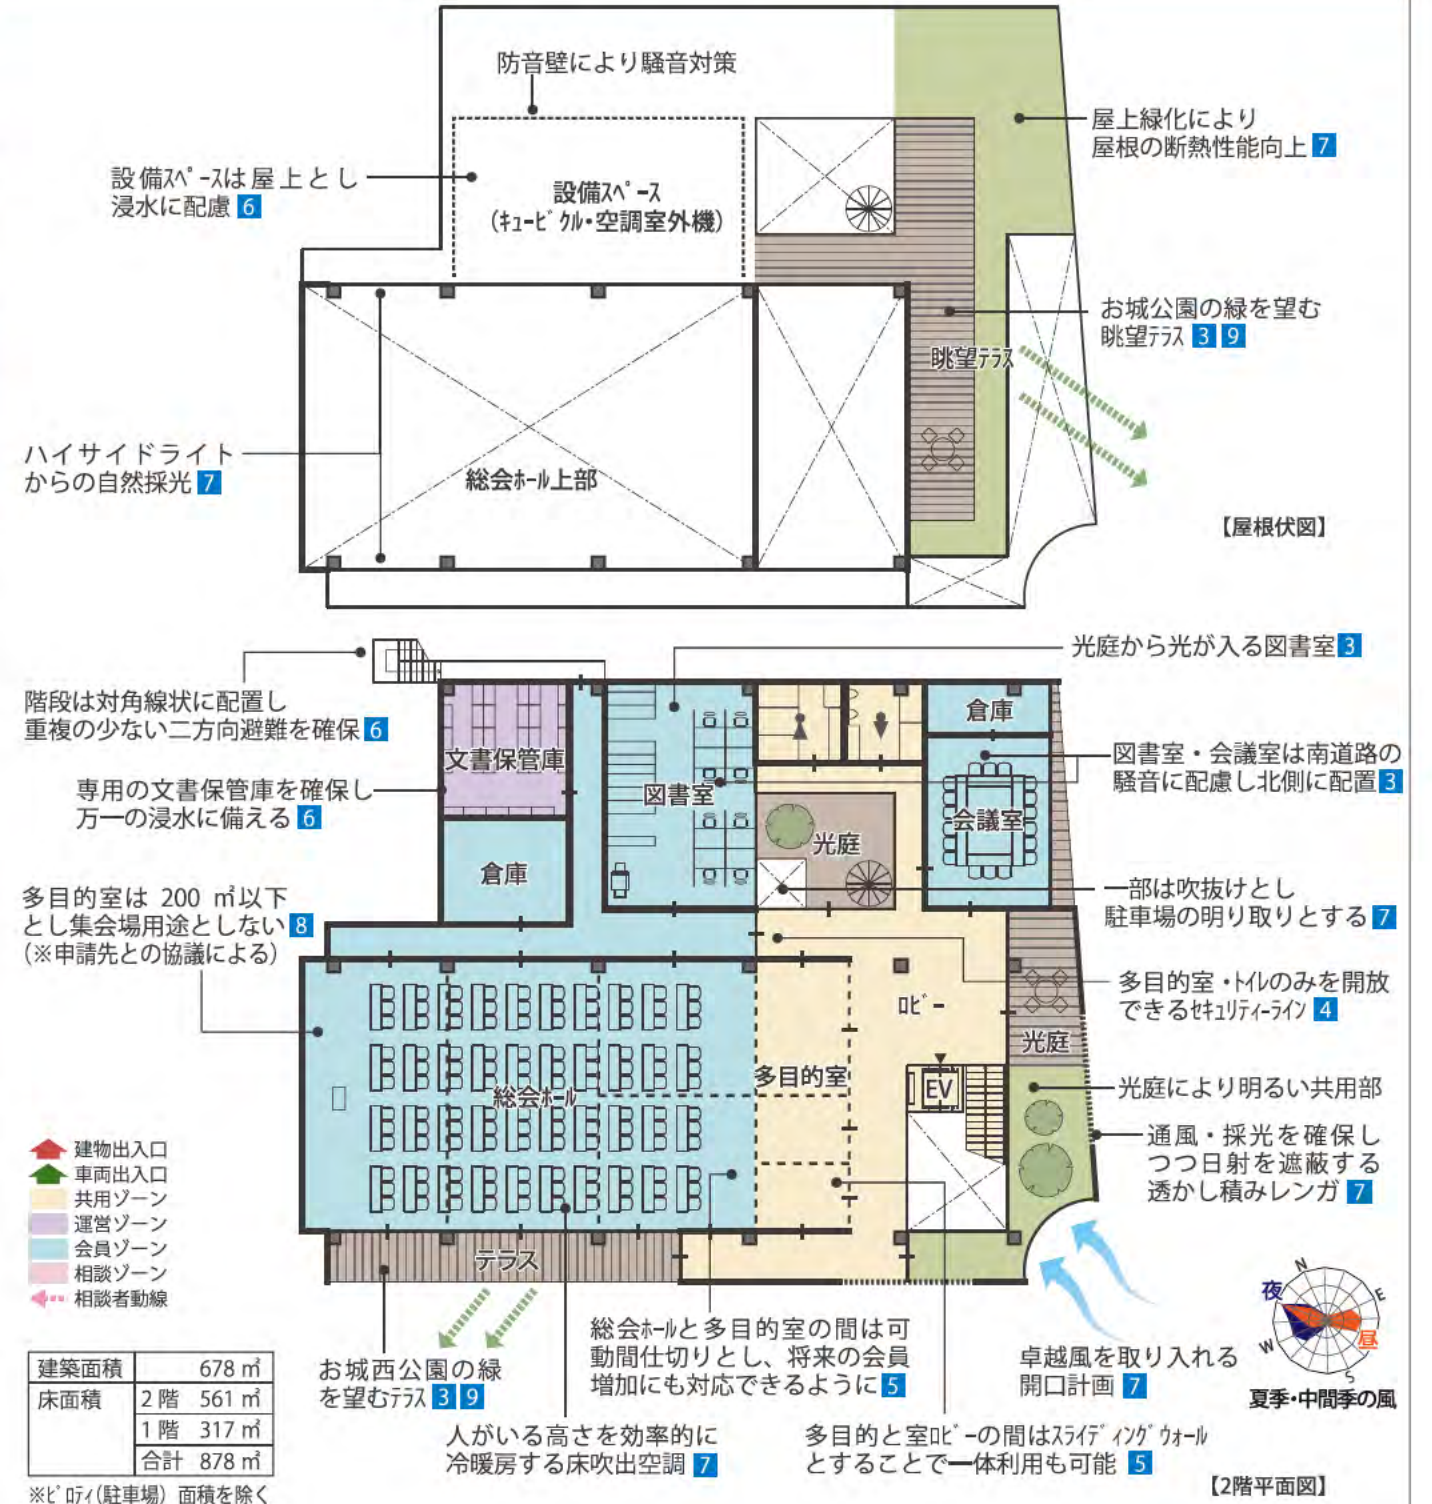 防音壁により騒音対策
屋上緑化により
屋根の断熱性能向上 7
設備ｽﾍﾟｰｽは屋上とし
浸水に配慮 6
設備ｽﾍﾟｰｽ
(ｷｭｰﾋﾞｸﾙ・空調室外機)
お城公園の緑を望む
眺望ﾃﾗｽ 3 9
眺望ﾃﾗｽ
ハイサイドライト
からの自然採光 7
総会ﾎｰﾙ上部
【屋根伏図】
光庭から光が入る図書室 3
階段は対角線状に配置し
重複の少ない二方向避難を確保 6
倉庫
文書保管庫
図書室・会議室は南道路の
騒音に配慮し北側に配置 3
専用の文書保管庫を確保し
万一の浸水に備える 6
図書室
会議室
光庭
倉庫
多目的室は 200 ㎡以下
とし集会場用途としない 8
(※申請先との協議による)
一部は吹抜けとし
駐車場の明り取りとする 7
多目的室・ﾄｲﾚのみを開放
できるｾｷｭﾘﾃｨｰﾗｲﾝ 4
ﾛﾋﾞｰ
光庭
多目的室
総会ﾎｰﾙ
EV
光庭により明るい共用部
通風・採光を確保し
つつ日射を遮蔽する
透かし積みレンガ 7
建物出入口
車両出入口
共用ゾーン
運営ゾーン
会員ゾーン
相談ゾーン
相談者動線
テラス
お城西公園の緑
を望むﾃﾗｽ 3 9
総会ﾎｰﾙと多目的室の間は可
動間仕切りとし、将来の会員
増加にも対応できるように 5
卓越風を取り入れる
開口計画 7
N
夜
E
昼
W
S
夏季・中間季の風
人がいる高さを効率的に
冷暖房する床吹出空調 7
多目的と室ﾛﾋﾞｰの間はｽﾗｲﾃﾞｨﾝｸﾞｳｫｰﾙ
とすることで一体利用も可能 5
建築面積 678 ㎡
床面積 2 階 561 ㎡
1 階 317 ㎡
合計 878 ㎡
※ﾋﾟﾛﾃｨ(駐車場) 面積を除く
【2階平面図】